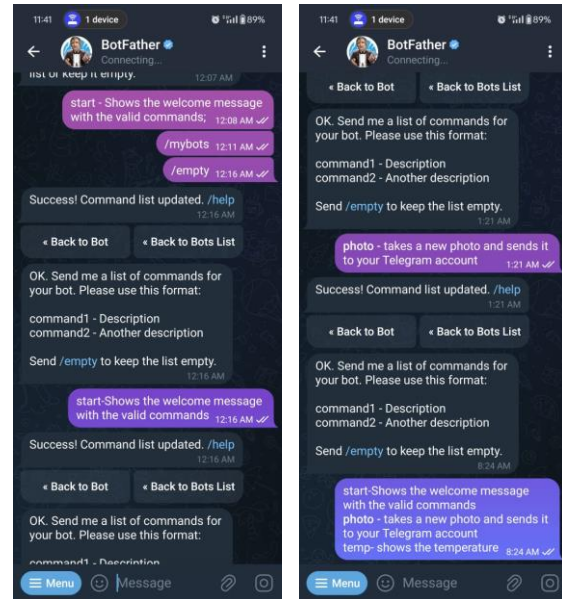 11:41
1 device
89%
BotFather
Connecting...
list or keep it empty.
12:07 AM
start - Shows the welcome message
with the valid commands; 12:08 AM
/mybots 12:11 AM
/empty 12:16 AM
Success! Command list updated. /help
12:16 AM
« Back to Bot
« Back to Bots List
OK. Send me a list of commands for
your bot. Please use this format:
command1 - Description
command2 - Another description
Send /empty to keep the list empty.
12:16 AM
start-Shows the welcome message
with the valid commands 12:16 AM
Success! Command list updated. /help
12:16 AM
« Back to Bot
« Back to Bots List
OK. Send me a list of commands for
your bot. Please use this format:
command1 - Description
Menu
Message
11:41
1 device
89%
BotFather
Connecting...
« Back to Bot
« Back to Bots List
OK. Send me a list of commands for
your bot. Please use this format:
command1 - Description
command2 - Another description
Send /empty to keep the list empty.
1:21 AM
photo - takes a new photo and sends it
to your Telegram account 1:21 AM
Success! Command list updated. /help
1:21 AM
« Back to Bot
« Back to Bots List
OK. Send me a list of commands for
your bot. Please use this format:
command1 - Description
command2 - Another description
Send /empty to keep the list empty.
8:24 AM
start-Shows the welcome message
with the valid commands
photo - takes a new photo and sends it
to your Telegram account
temp- shows the temperature 8:24 AM
Menu
Message